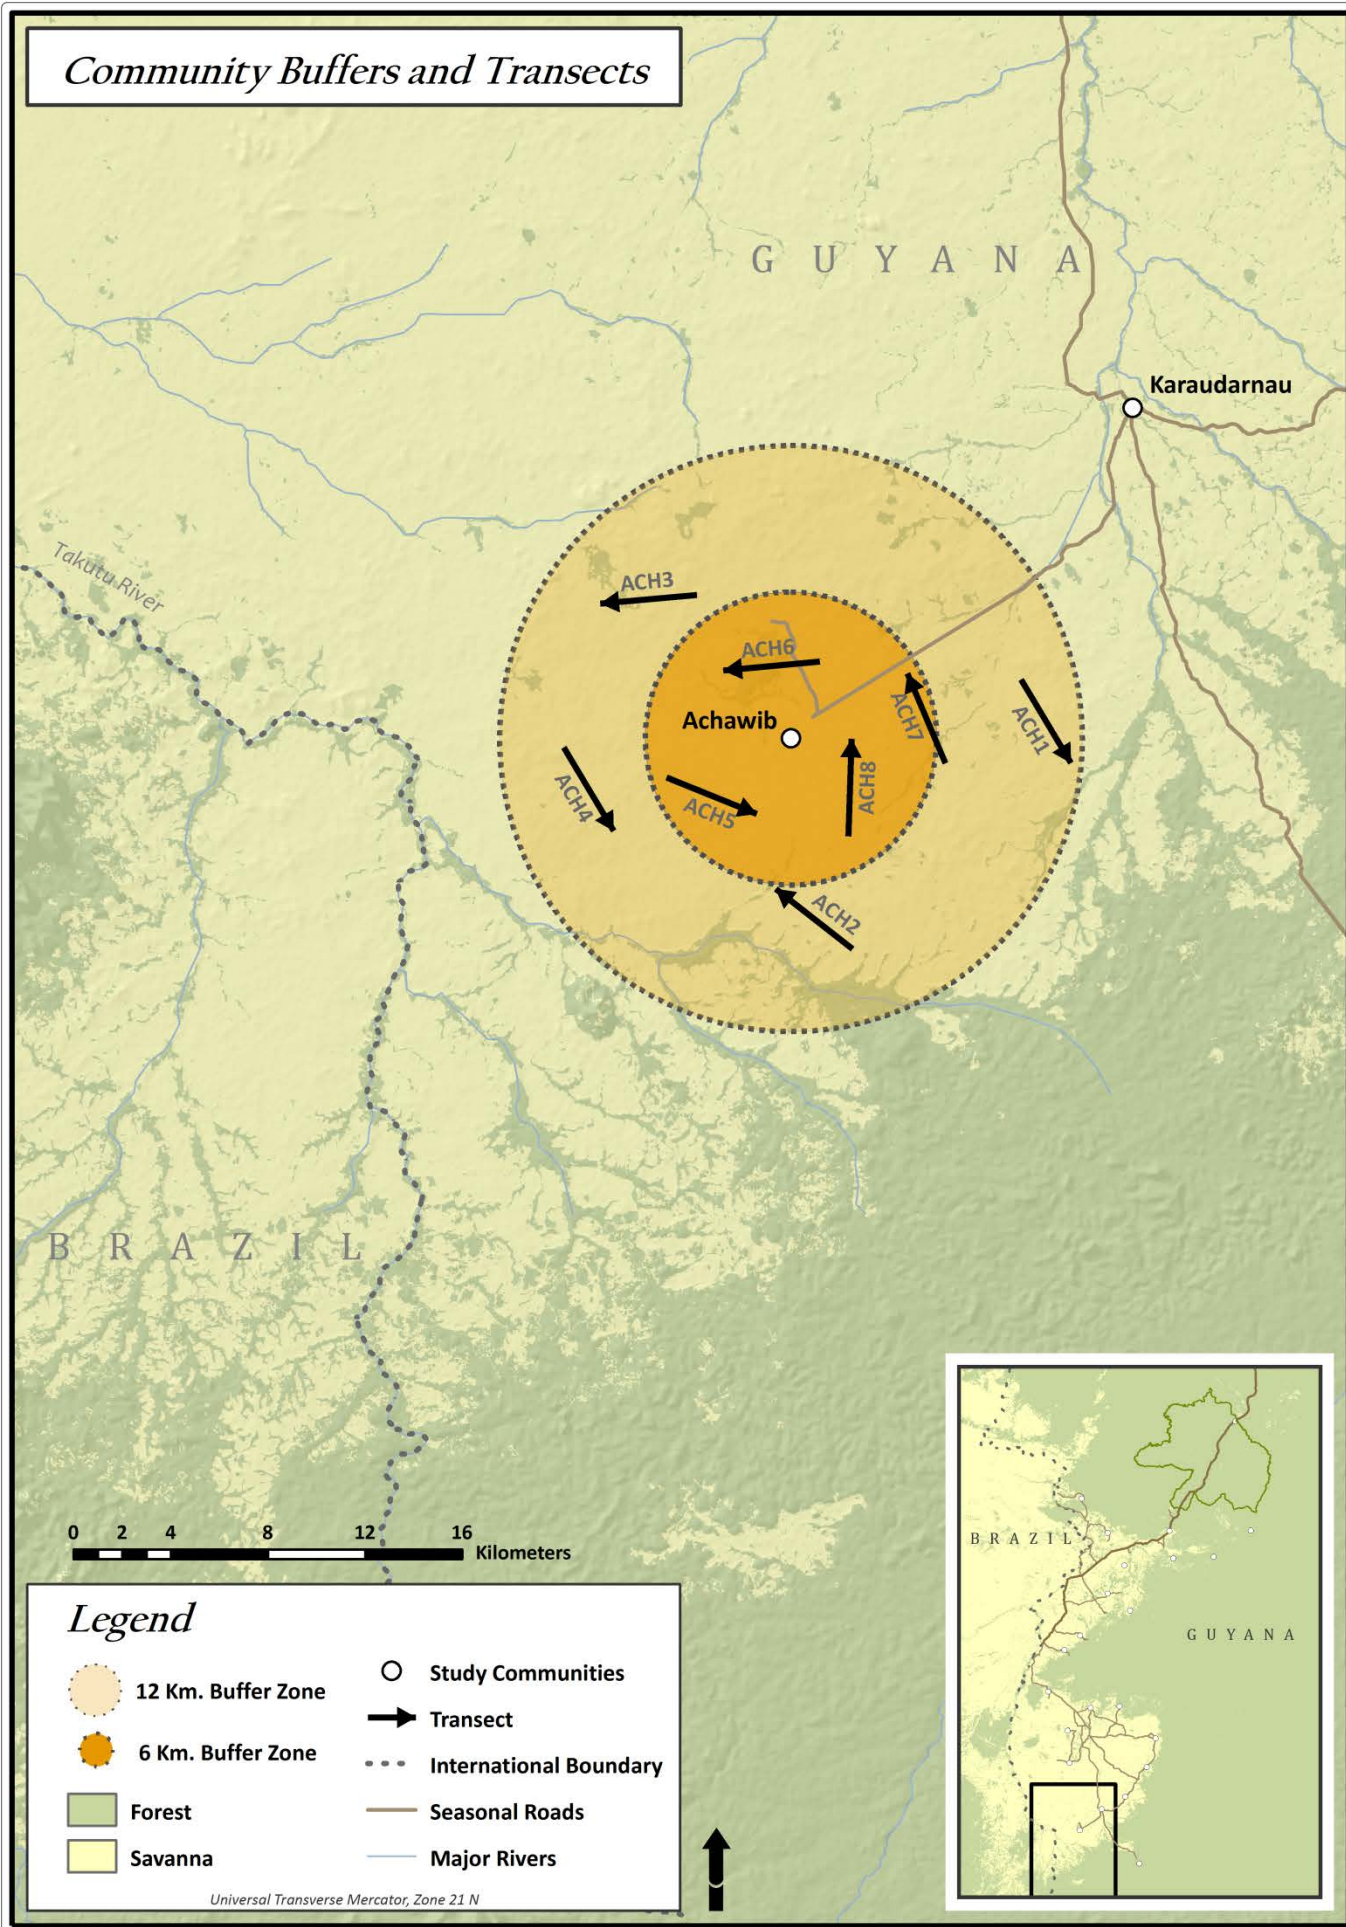 Community Buffers and Transects
G U Y A N A
Karaudarnau
Takutu River
ACH3
ACH6
Achawib
ACH7
ACH1
ACH4
ACH5
ACH8
ACH2
B R A Z I L
0 2 4 8 12 16
Kilometers
Legend
12 Km. Buffer Zone
6 Km. Buffer Zone
Forest
Savanna
Study Communities
Transect
International Boundary
Seasonal Roads
Major Rivers
Universal Transverse Mercator, Zone 21 N
B R A Z I L
G U Y A N A